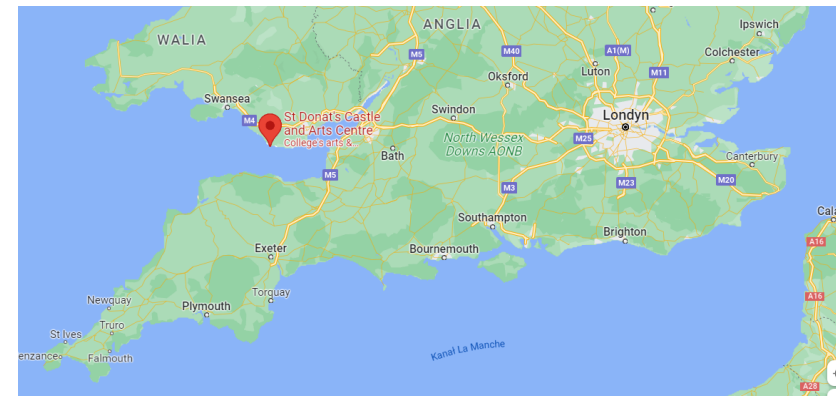 ANGLIA
WALIA
Ipswich
M5
M40
A1(M)
Colchester
Oksford
Luton
M11
Swansea
Swindon
M4
St Donat's Castle
and Arts Centre
College's arts &...
Londyn
North Wessex
Downs AONB
M25
Bath
Canterbury
M5
M3
M23
M20
Southampton
Cala
Brighton
A16
Exeter
Bournemouth
Torquay
Newquay
Plymouth
A16
Truro
St Ives
enzance
Falmouth
Kanał La Manche
A28